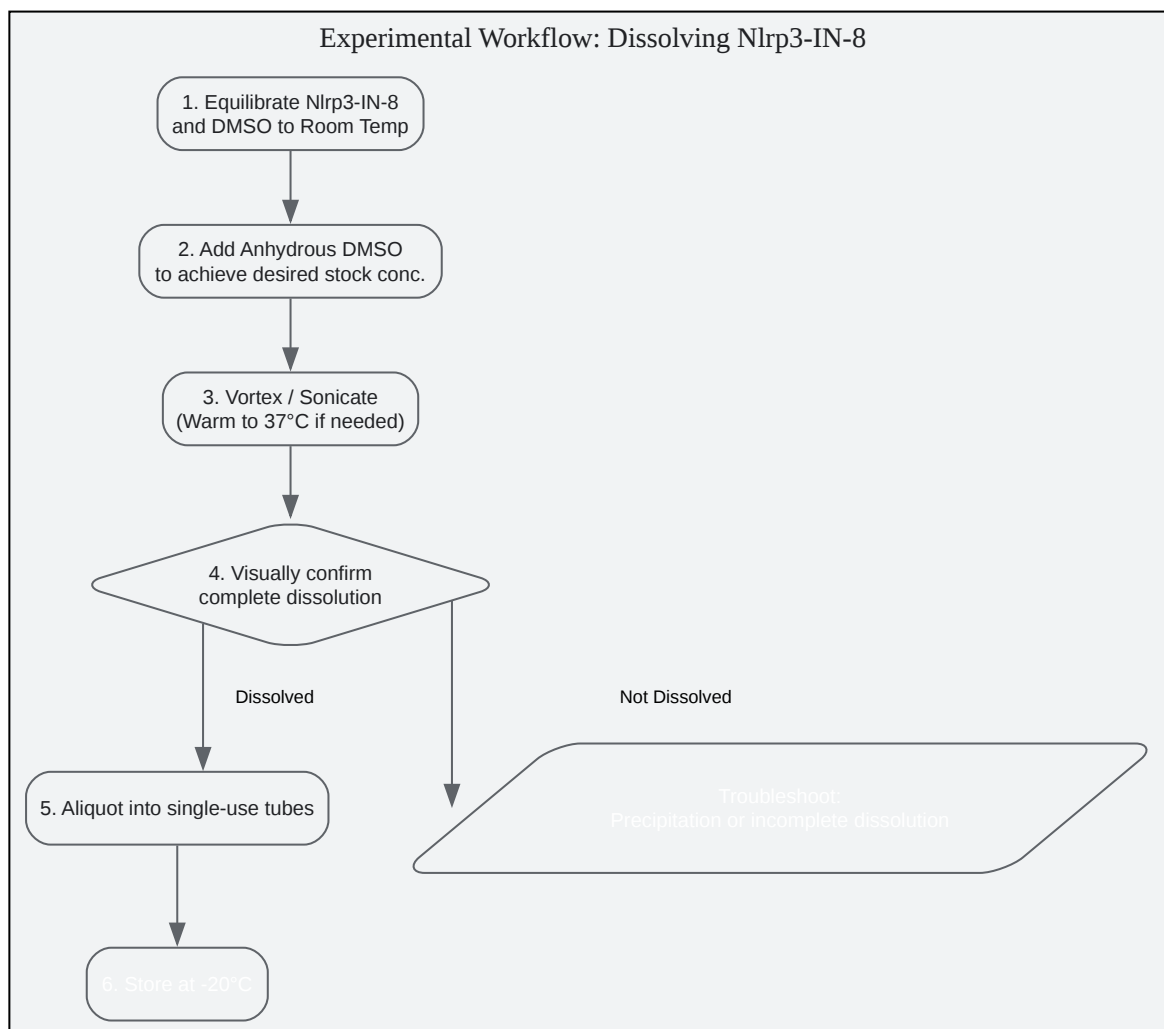 Experimental Workflow: Dissolving Nlrp3-IN-8
1. Equilibrate Nlrp3-IN-8
and DMSO to Room Temp
2. Add Anhydrous DMSO
to achieve desired stock conc.
3. Vortex / Sonicate
(Warm to 37°C if needed)
4. Visually confirm
complete dissolution
Dissolved
Not Dissolved
5. Aliquot into single-use tubes
Troubleshoot:
Precipitation or incomplete dissolution
6. Store at -20°C